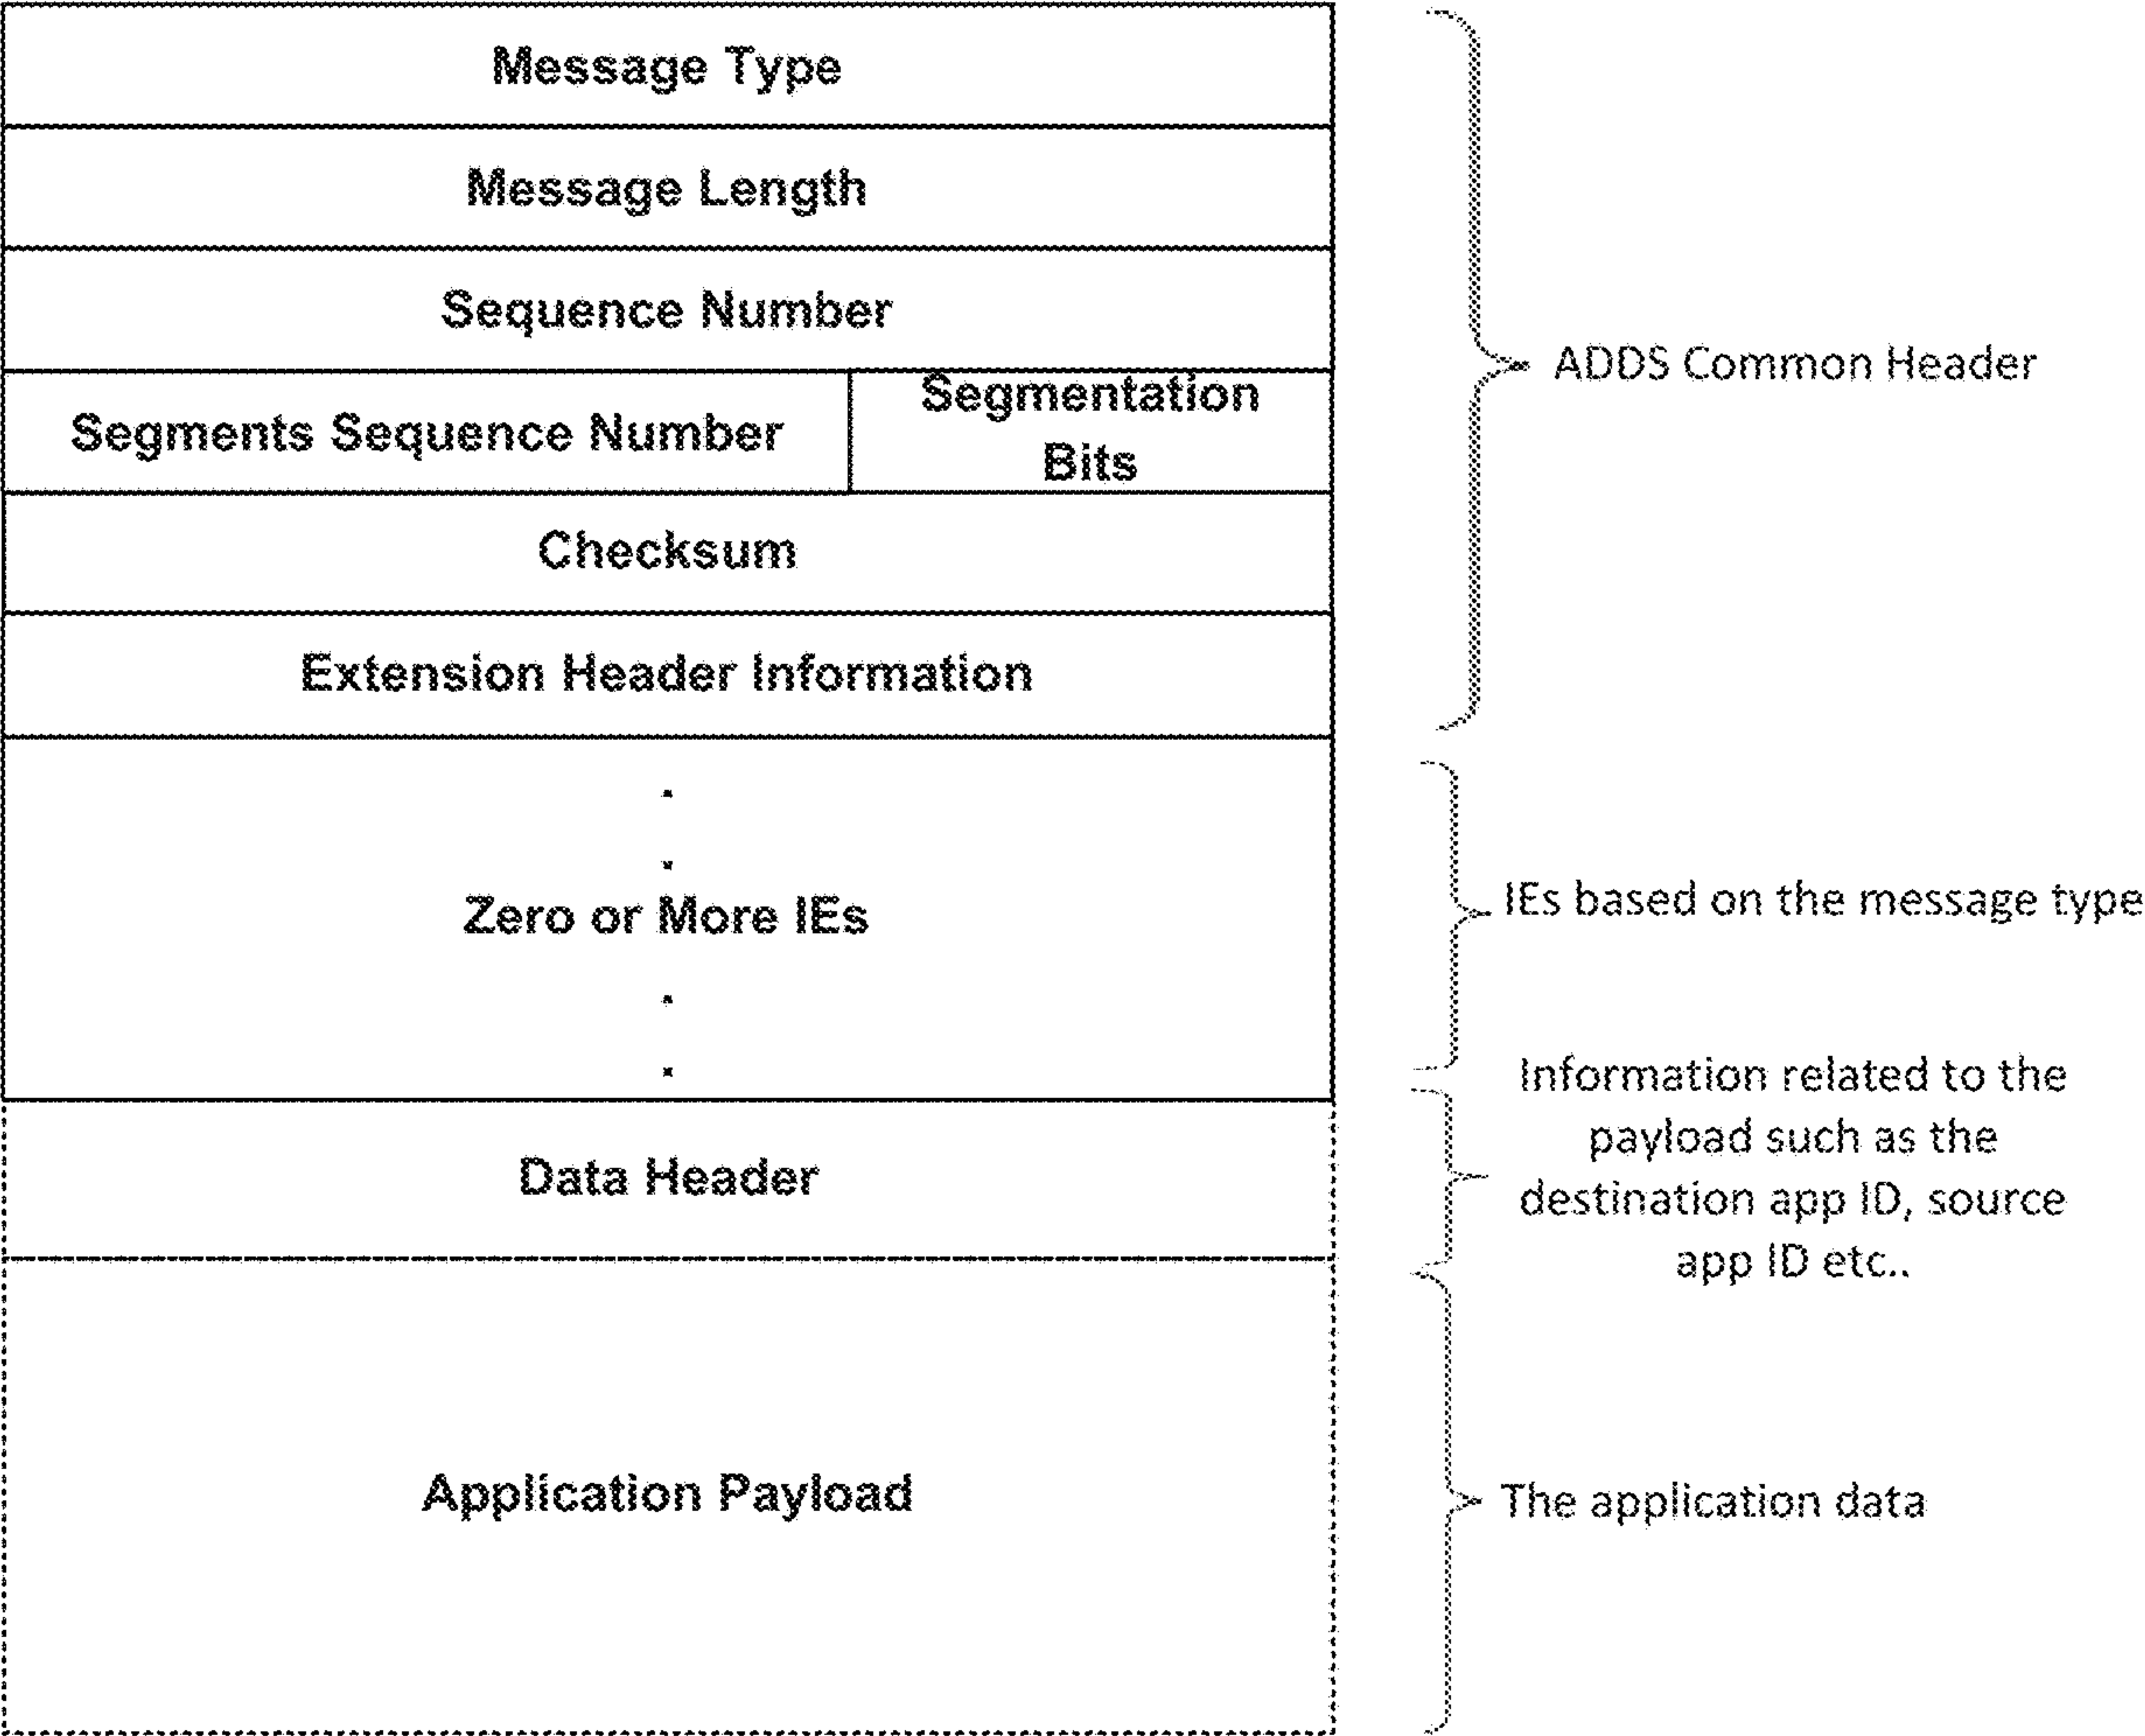 Message Type
Message Length
Sequence Number
Segments Sequence Number
Segmentation
Bits
Checksum
Extension Header Information
Zero or More IEs
Data Header
Application Payload
ADDS Common Header
IEs based on the message type
Information related to the
payload such as the
destination app ID, source
app ID etc..
The application data